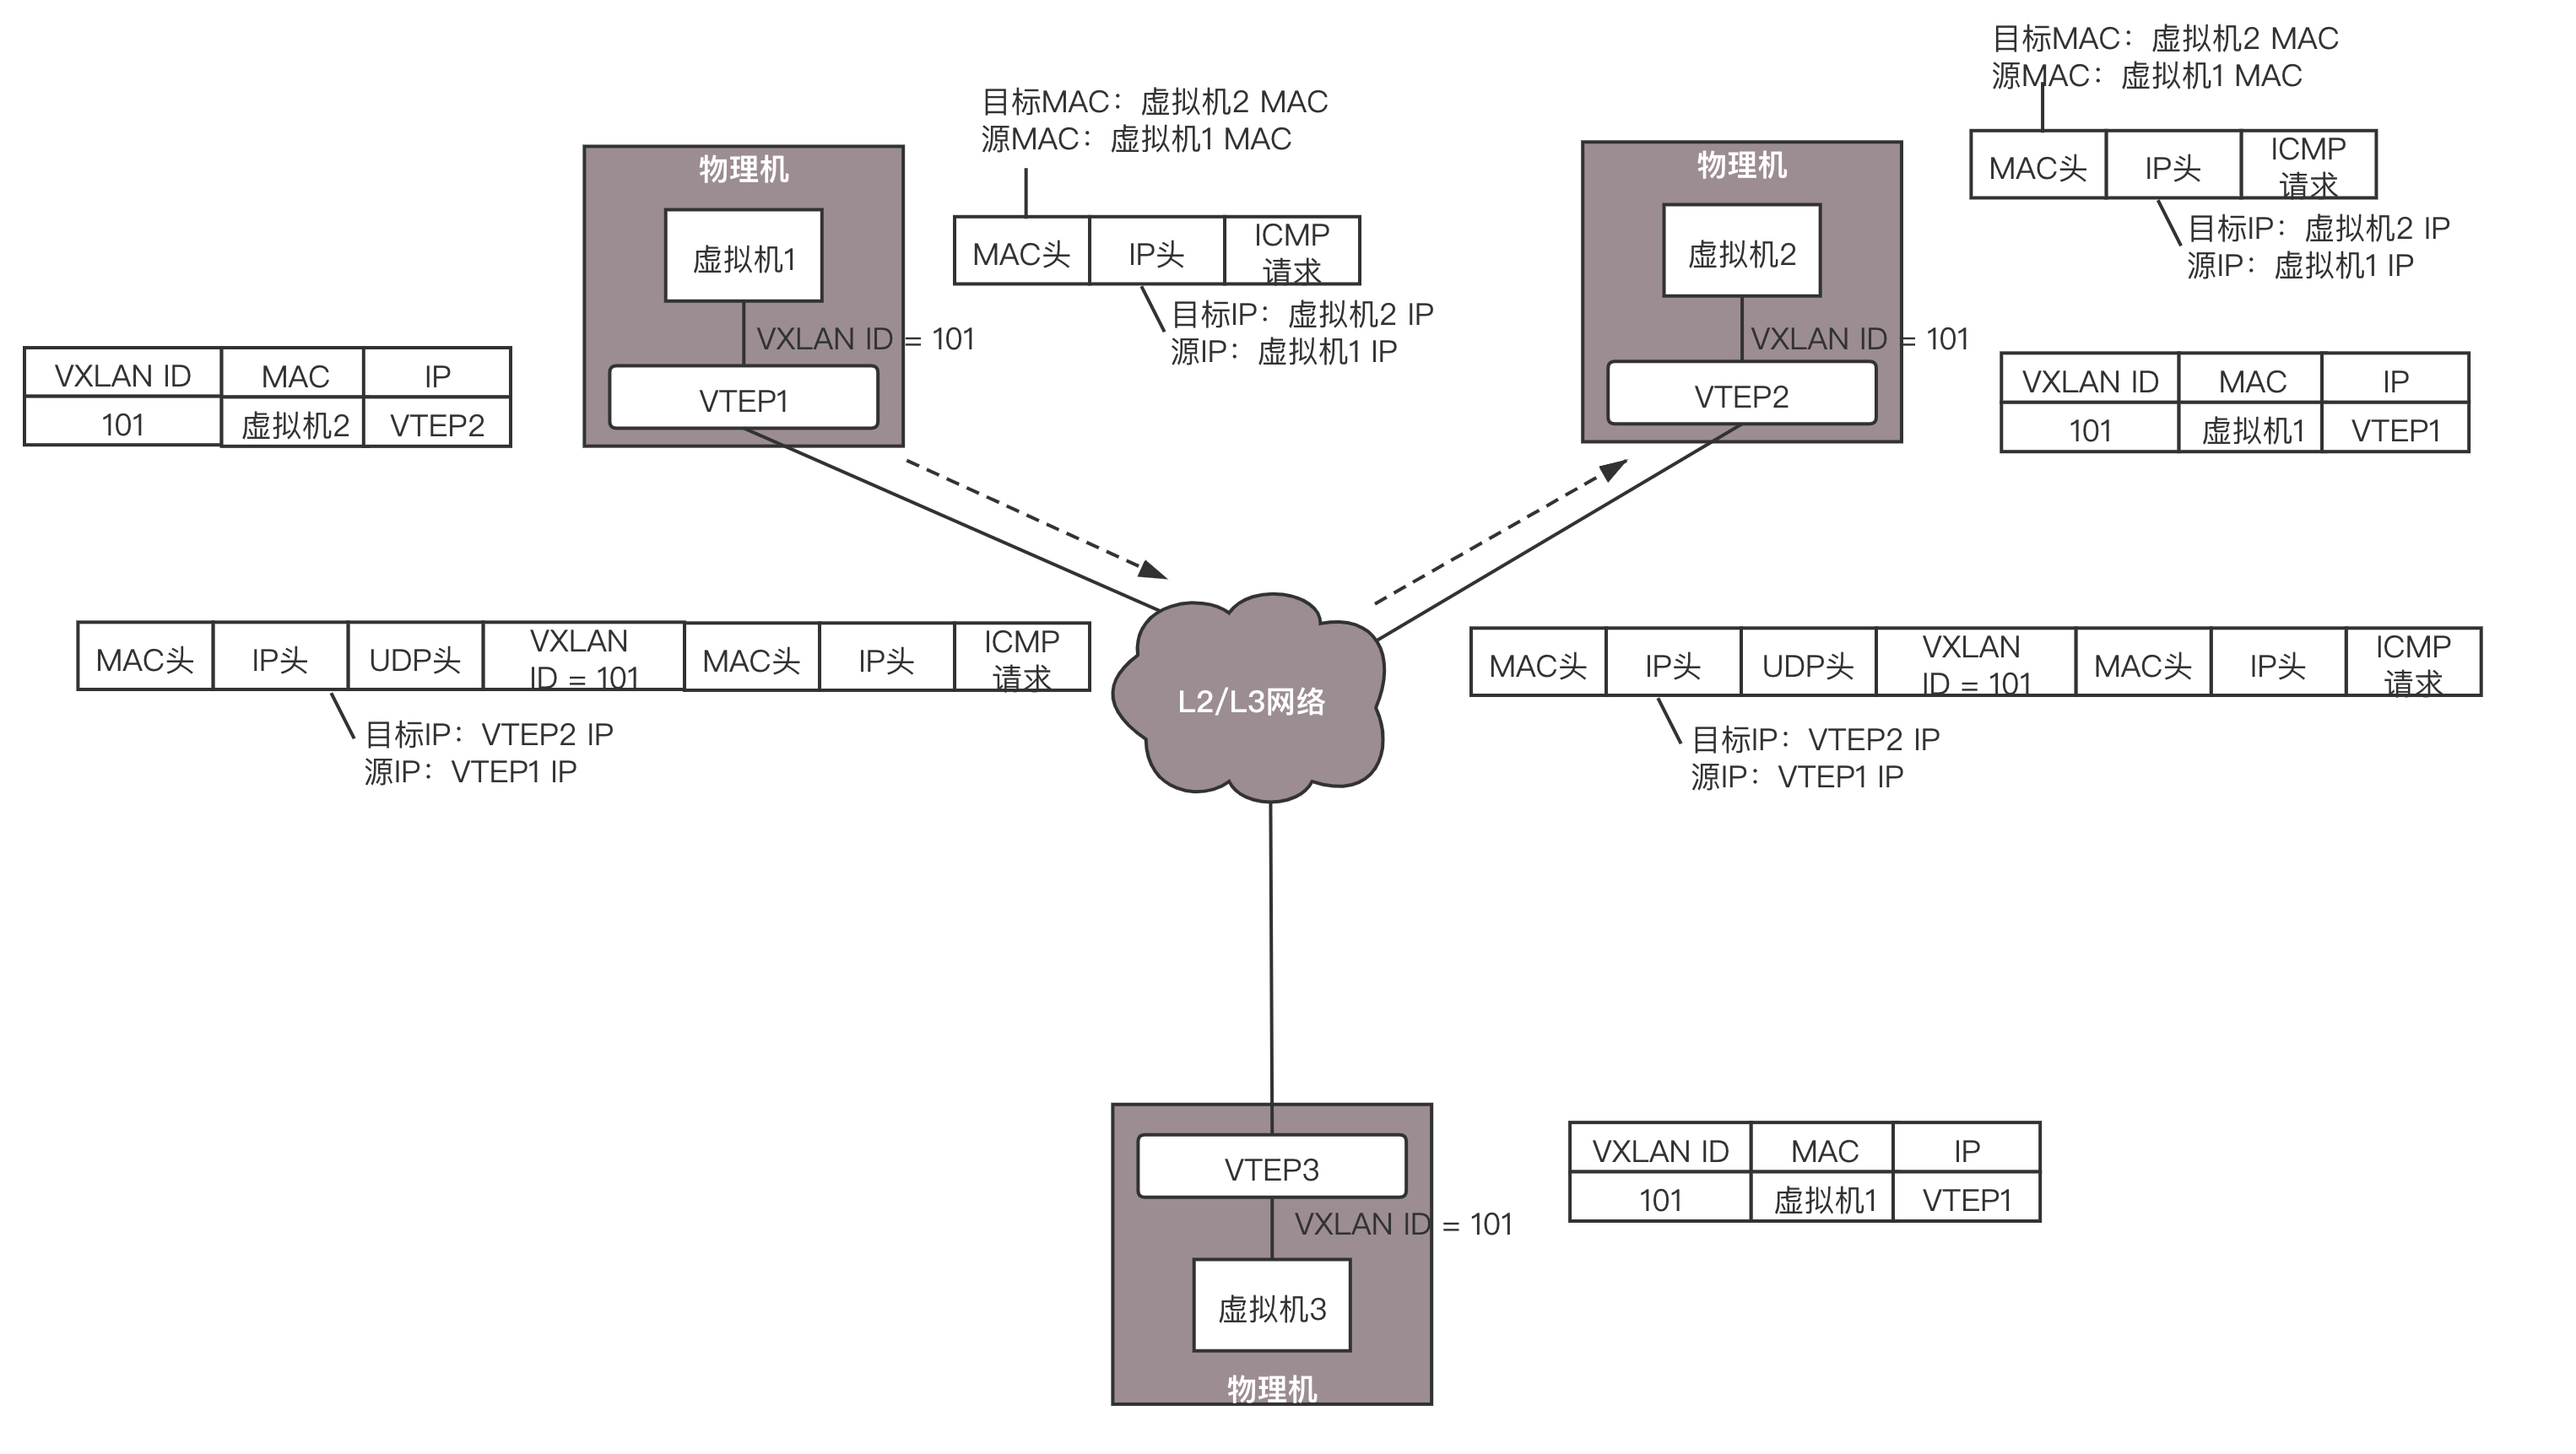 目标MAC：虚拟机2 MAC
源MAC：虚拟机1 MAC
MAC头 IP头 ICMP
请求
目标IP：虚拟机2 IP
源IP：虚拟机1 IP
目标MAC：虚拟机2 MAC
源MAC：虚拟机1 MAC
MAC头 IP头 ICMP
请求
目标IP：虚拟机2 IP
源IP：虚拟机1 IP
物理机
虚拟机1
VXLAN ID = 101
VTEP1
物理机
虚拟机2
VXLAN ID = 101
VTEP2
VXLAN ID MAC IP
101 虚拟机2 VTEP2
VXLAN ID MAC IP
101 虚拟机1 VTEP1
MAC头 IP头 UDP头 VXLAN
ID = 101 MAC头 IP头 ICMP
请求
目标IP：VTEP2 IP
源IP：VTEP1 IP
L2/L3网络
MAC头 IP头 UDP头 VXLAN
ID = 101 MAC头 IP头 ICMP
请求
目标IP：VTEP2 IP
源IP：VTEP1 IP
VTEP3
VXLAN ID = 101
虚拟机3
物理机
VXLAN ID MAC IP
101 虚拟机1 VTEP1